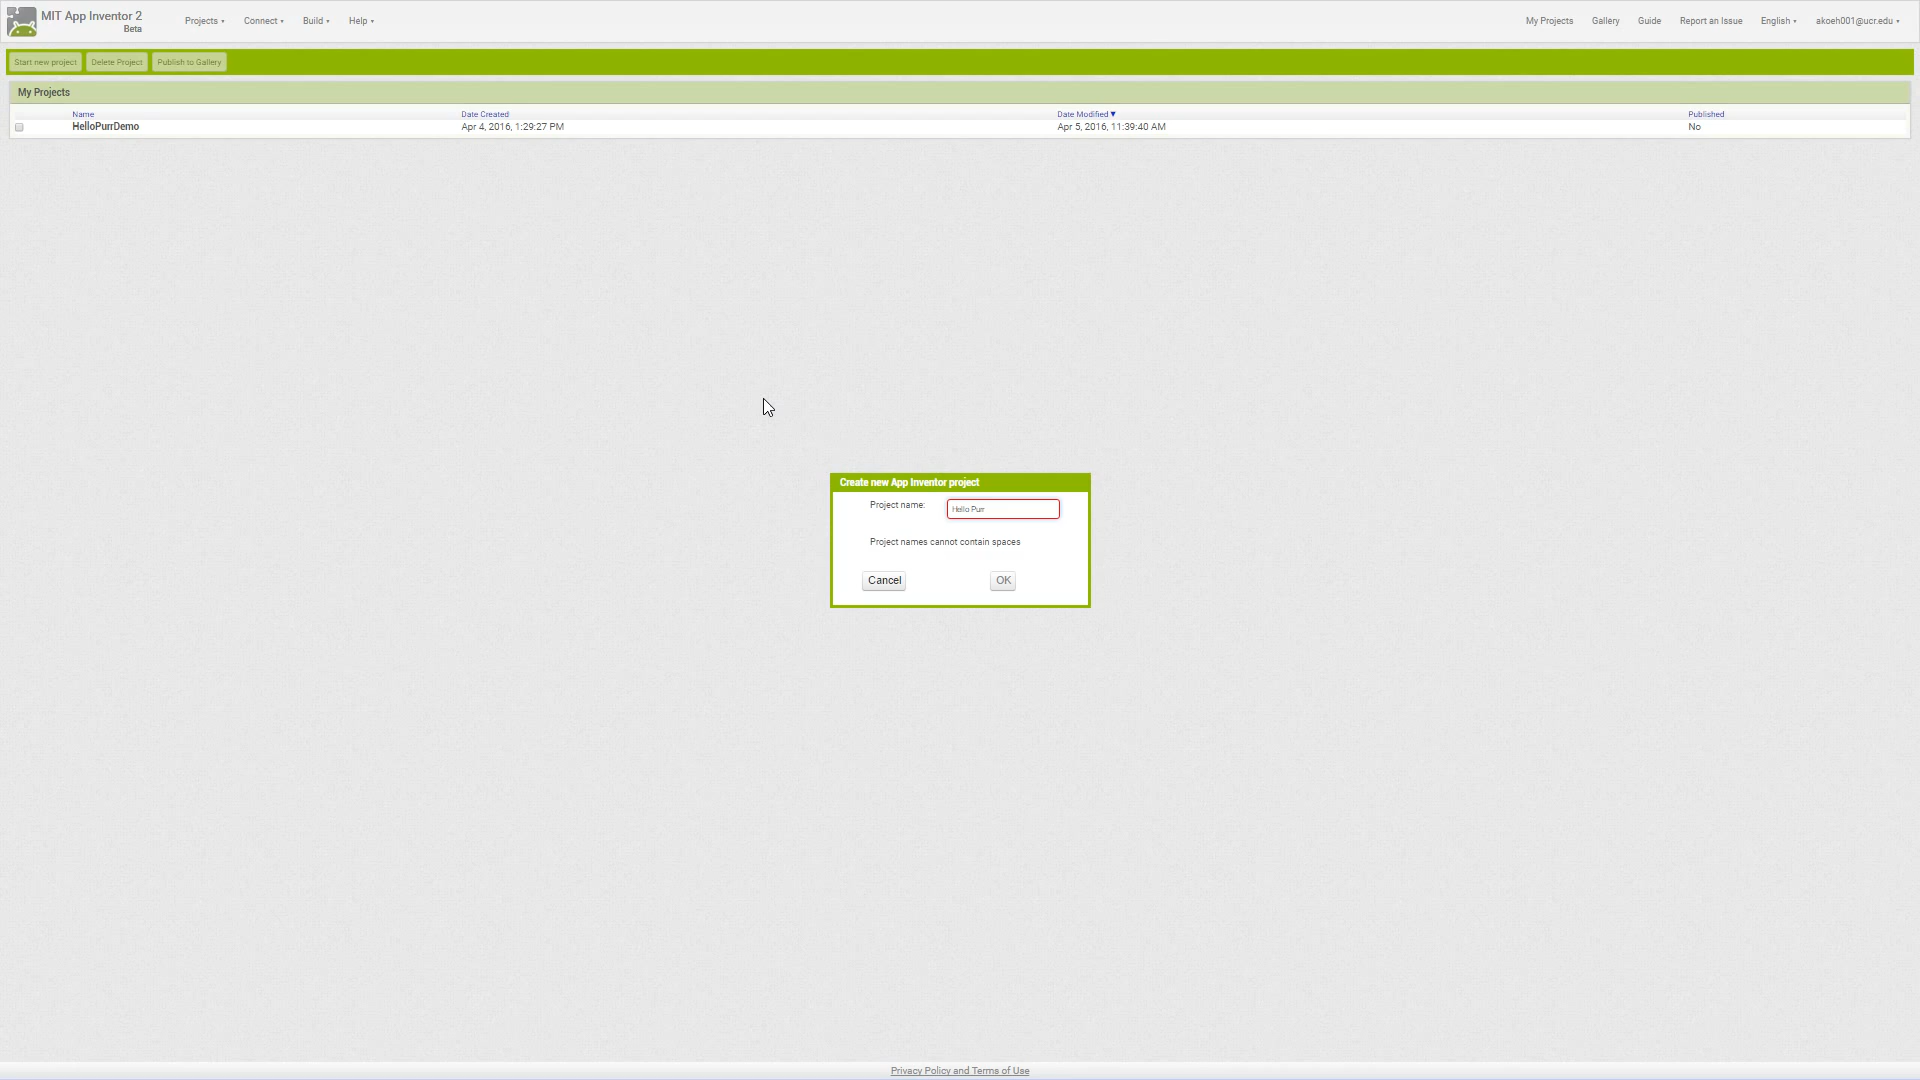 MIT App Inventor 2
Beta
Projects
Connect
Build
Help
My Projects
Gallery
Guide
Report an Issue
English
akoeh001@ucr.edu
Start new project
Delete Project
Publish to Gallery
My Projects
Name Date Created Date Modified Published
HelloPurrDemo Apr 4, 2016, 1:29:27 PM Apr 5, 2016, 11:39:40 AM No
Create new App Inventor project
Project name: Hello Purr
Project names cannot contain spaces
Cancel OK
Privacy Policy and Terms of Use